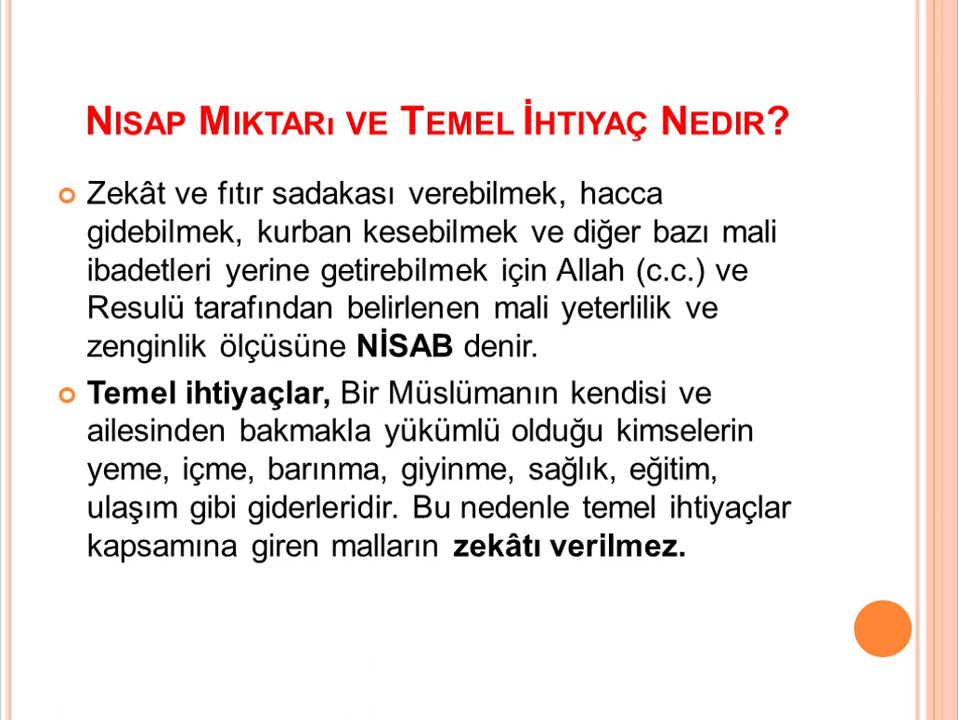 NISAP MIKTARı VE TEMEL İHTIYAÇ NEDIR?
Zekât ve fıtır sadakası verebilmek, hacca
gidebilmek, kurban kesebilmek ve diğer bazı mali
ibadetleri yerine getirebilmek için Allah (c.c.) ve
Resulü tarafından belirlenen mali yeterlilik ve
zenginlik ölçüsüne NİSAB denir.
Temel ihtiyaçlar, Bir Müslümanın kendisi ve
ailesinden bakmakla yükümlü olduğu kimselerin
yeme, içme, barınma, giyinme, sağlık, eğitim,
ulaşım gibi giderleridir. Bu nedenle temel ihtiyaçlar
kapsamına giren malların zekâtı verilmez.